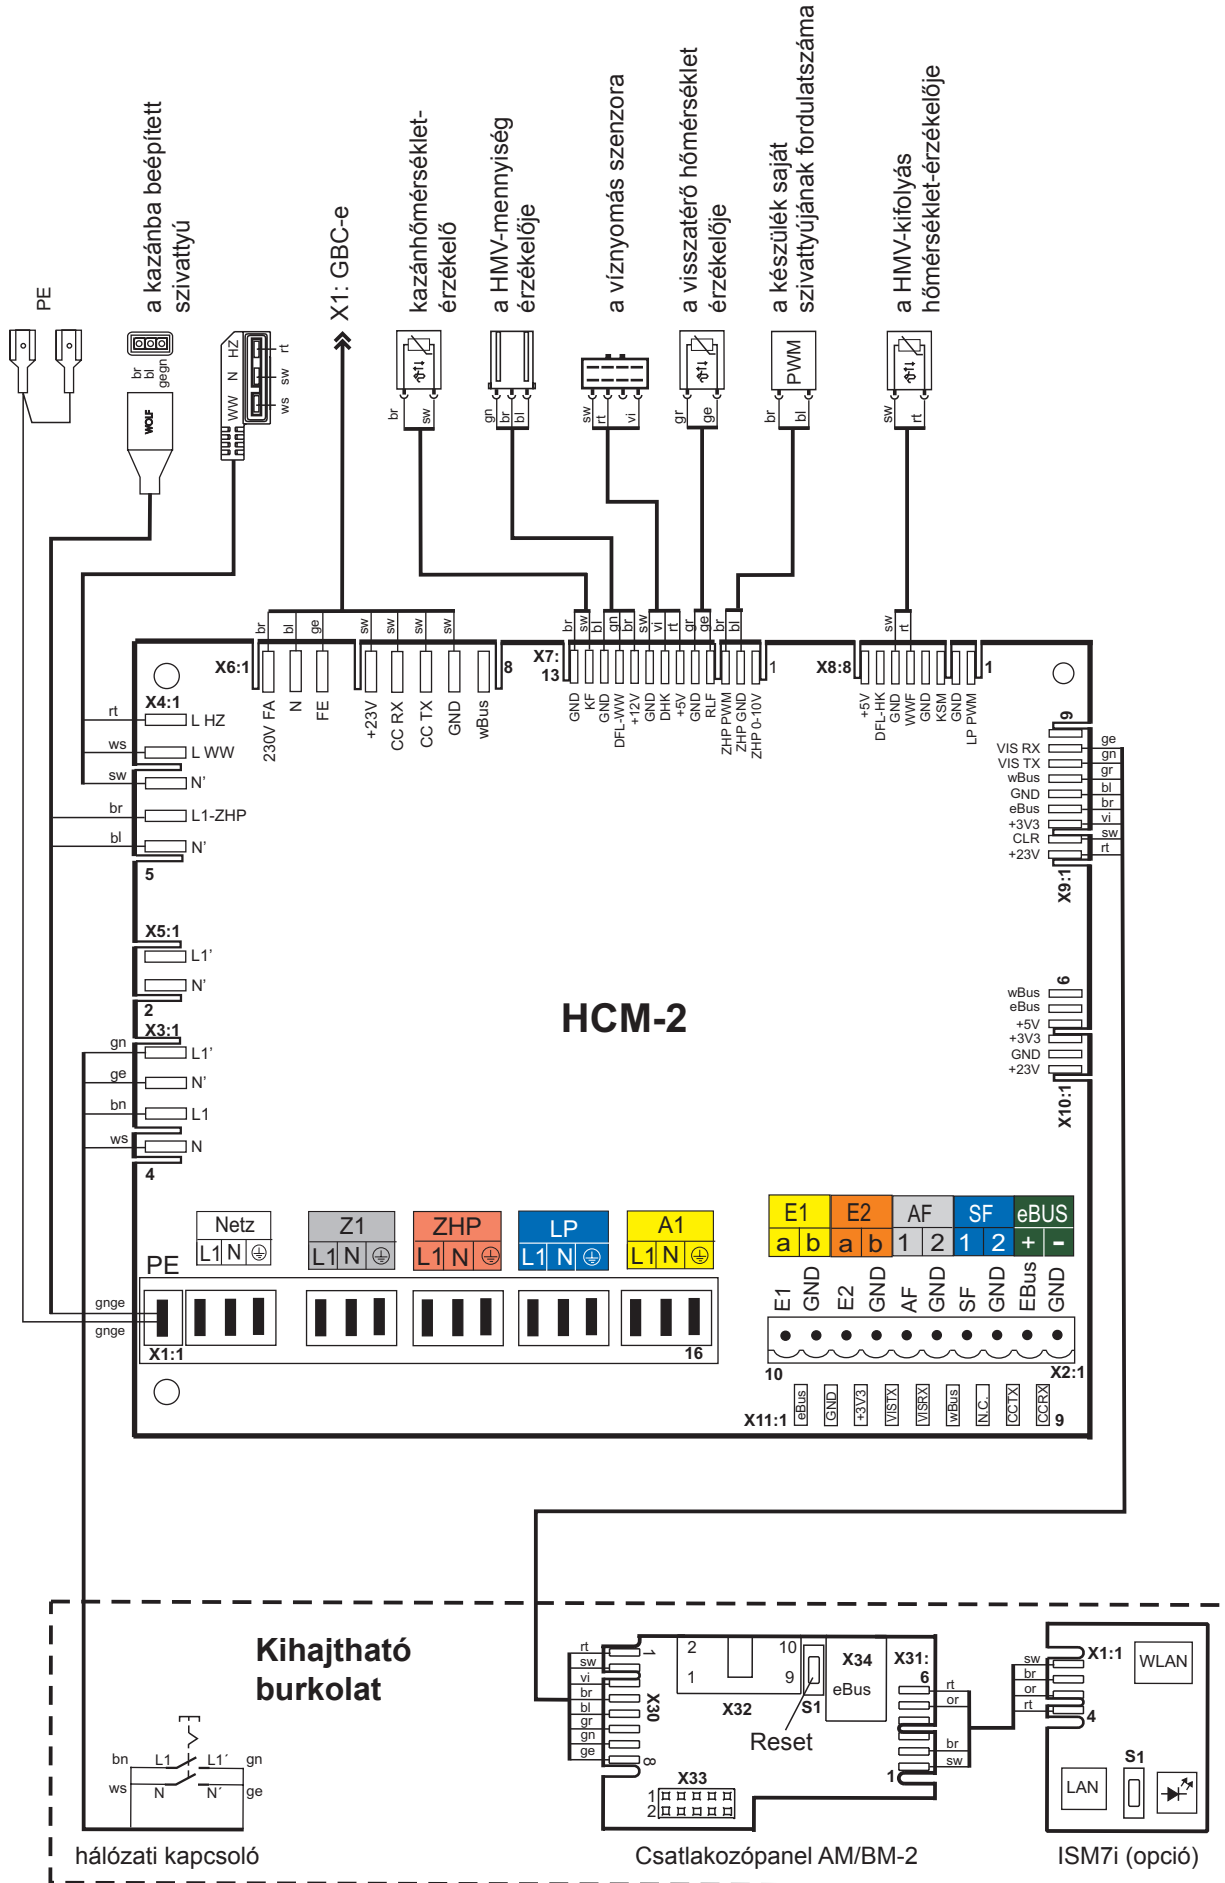 PE
br
bl
gegn
WOLF
a kazánba beépített
szivattyú
WW N HZ
ws
sw
rt
X1: GBC-e
br
sw
kazánhőmérséklet-
érzékelő
gn
br
bl
a HMV-mennyiség
érzékelője
sw
rt
vi
a víznyomás szenzora
gr
ge
a visszatérő hőmérséklet
érzékelője
PWM
br
bl
a készülék saját
szivattyújának fordulatszáma
sw
rt
a HMV-kifolyás
hőmérséklet-érzékelője
X6:1
br
bl
ge
sw
sw
sw
sw
8
230V FA
N
FE
+23V
CC RX
CC TX
GND
wBus
X7:
13
br
sw
bl
gn
br
sw
vi
rt
gr
ge
br
bl
1
GND
KF
GND
DFL-WW
+12V
GND
DHK
+5V
GND
RLF
ZHP PWM
ZHP GND
ZHP 0-10V
X8:8
sw
rt
1
+5V
DFL-HK
GND
WWF
GND
KSM
GND
LP PWM
X4:1
rt L HZ
ws L WW
sw N'
br L1-ZHP
bl N'
5
X5:1
L1'
N'
2
X3:1
gn L1'
ge N'
bn L1
ws N
4
HCM-2
9
VIS RX ge
VIS TX gn
wBus gr
GND bl
eBus br
+3V3 vi
CLR sw
+23V rt
X9:1
6
wBus
eBus
+5V
+3V3
GND
+23V
X10:1
Netz
L1 N
Z1
L1 N
ZHP
L1 N
LP
L1 N
A1
L1 N
PE
gnge
gnge
X1:1
16
E1 E2 AF SF eBUS
a b a b 1 2 1 2 + -
E1
GND
E2
GND
AF
GND
SF
GND
EBus
GND
10
X2:1
X11:1
eBus
GND
+3V3
VISTX
VISRX
wBus
N.C.
CCTX
CCRX
9
Kihajtható
burkolat
bn L1 L1´ gn
ws N N´ ge
hálózati kapcsoló
rt
sw
vi
br
bl
gr
gn
ge
1
X30
8
2 10
1 9
X32
S1
Reset
X34
eBus
X31:
6
rt
or
br
sw
1
X33
1
2
Csatlakozópanel AM/BM-2
sw
br
or
rt
X1:1
4
WLAN
LAN
S1
ISM7i (opció)